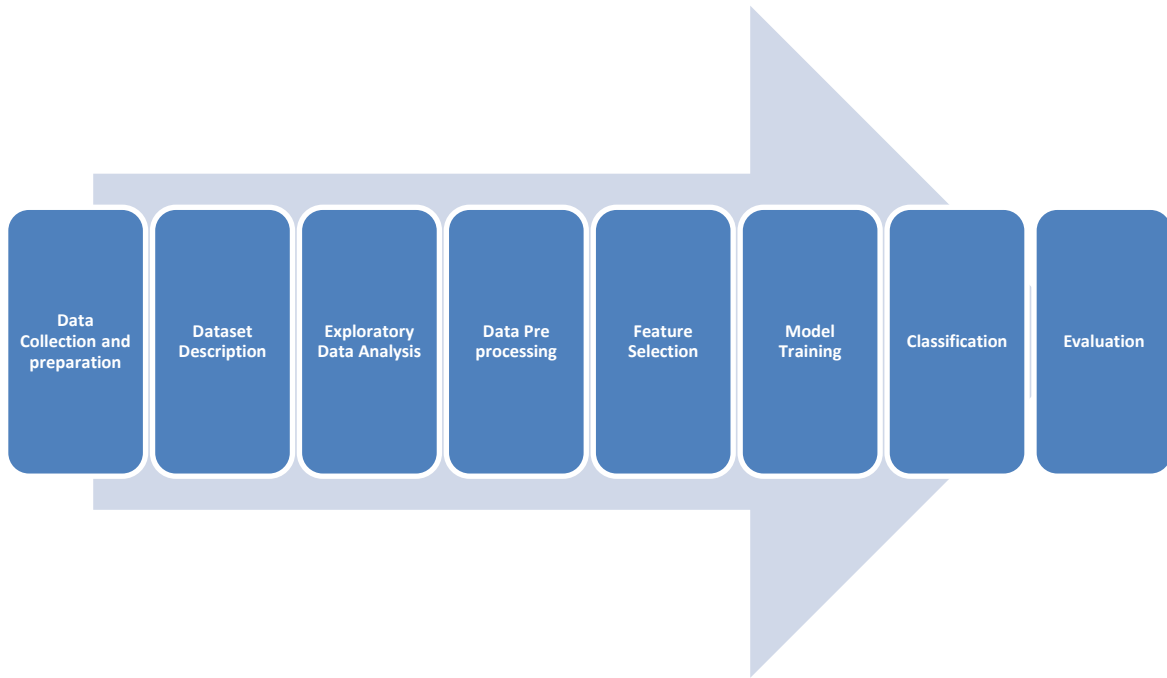 Data
Collection and
preparation
Dataset
Description
Exploratory
Data Analysis
Data Pre
processing
Feature
Selection
Model
Training
Classification
Evaluation